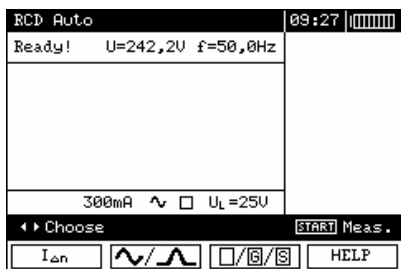 RCD Auto 09:27
Ready! U=242,2V f=50,0Hz
300mA ∿ □ UL=25V
◂ ▸ Choose START Meas.
IΔn ∿/⩘ □/G/S HELP